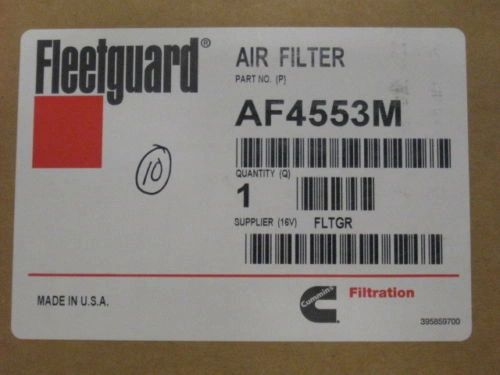 Fleetguard®
AIR FILTER
PART NO. (P)
AF4553M
10
QUANTITY (Q)
1
SUPPLIER (16V) FLTGR
MADE IN U.S.A.
Cummins
Filtration
395859700